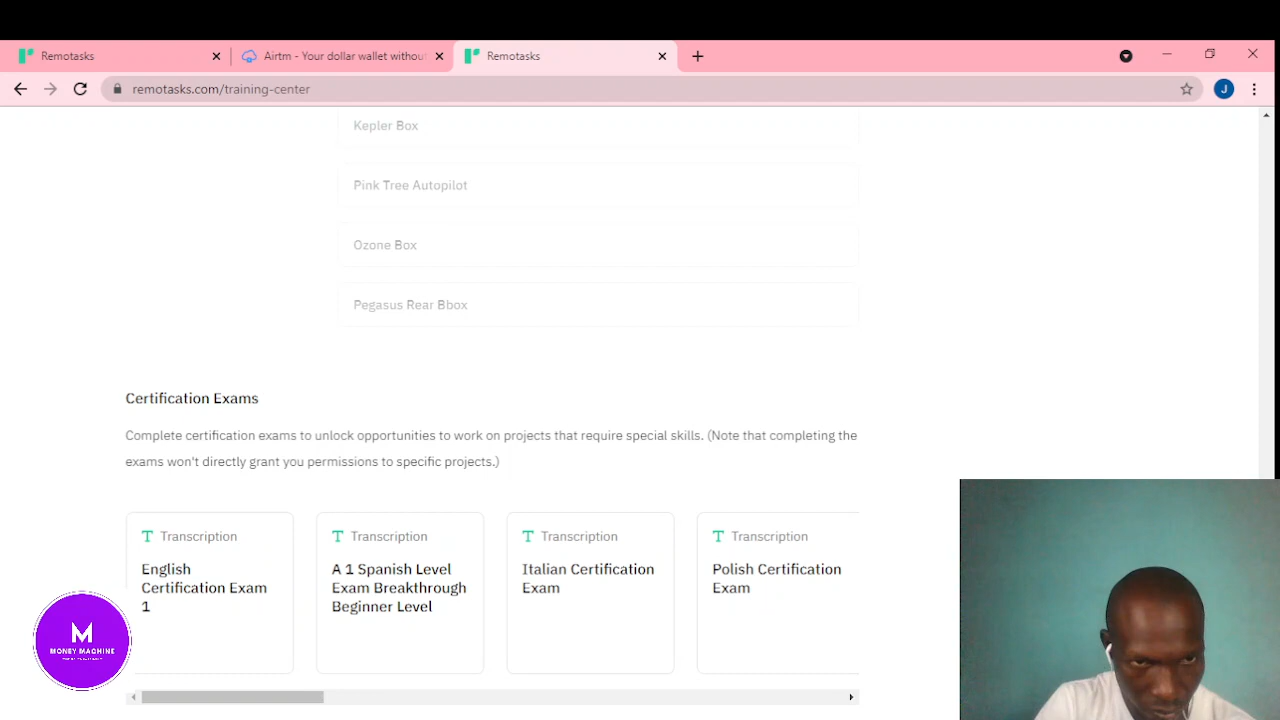 Remotasks
Airtm - Your dollar wallet withou
Remotasks
remotasks.com/training-center
J
Kepler Box
Pink Tree Autopilot
Ozone Box
Pegasus Rear Bbox
Certification Exams
Complete certification exams to unlock opportunities to work on projects that require special skills. (Note that completing the
exams won't directly grant you permissions to specific projects.)
Transcription
English
Certification Exam
1
Transcription
A 1 Spanish Level
Exam Breakthrough
Beginner Level
Transcription
Italian Certification
Exam
Transcription
Polish Certification
Exam
M
MONEY MACHINE